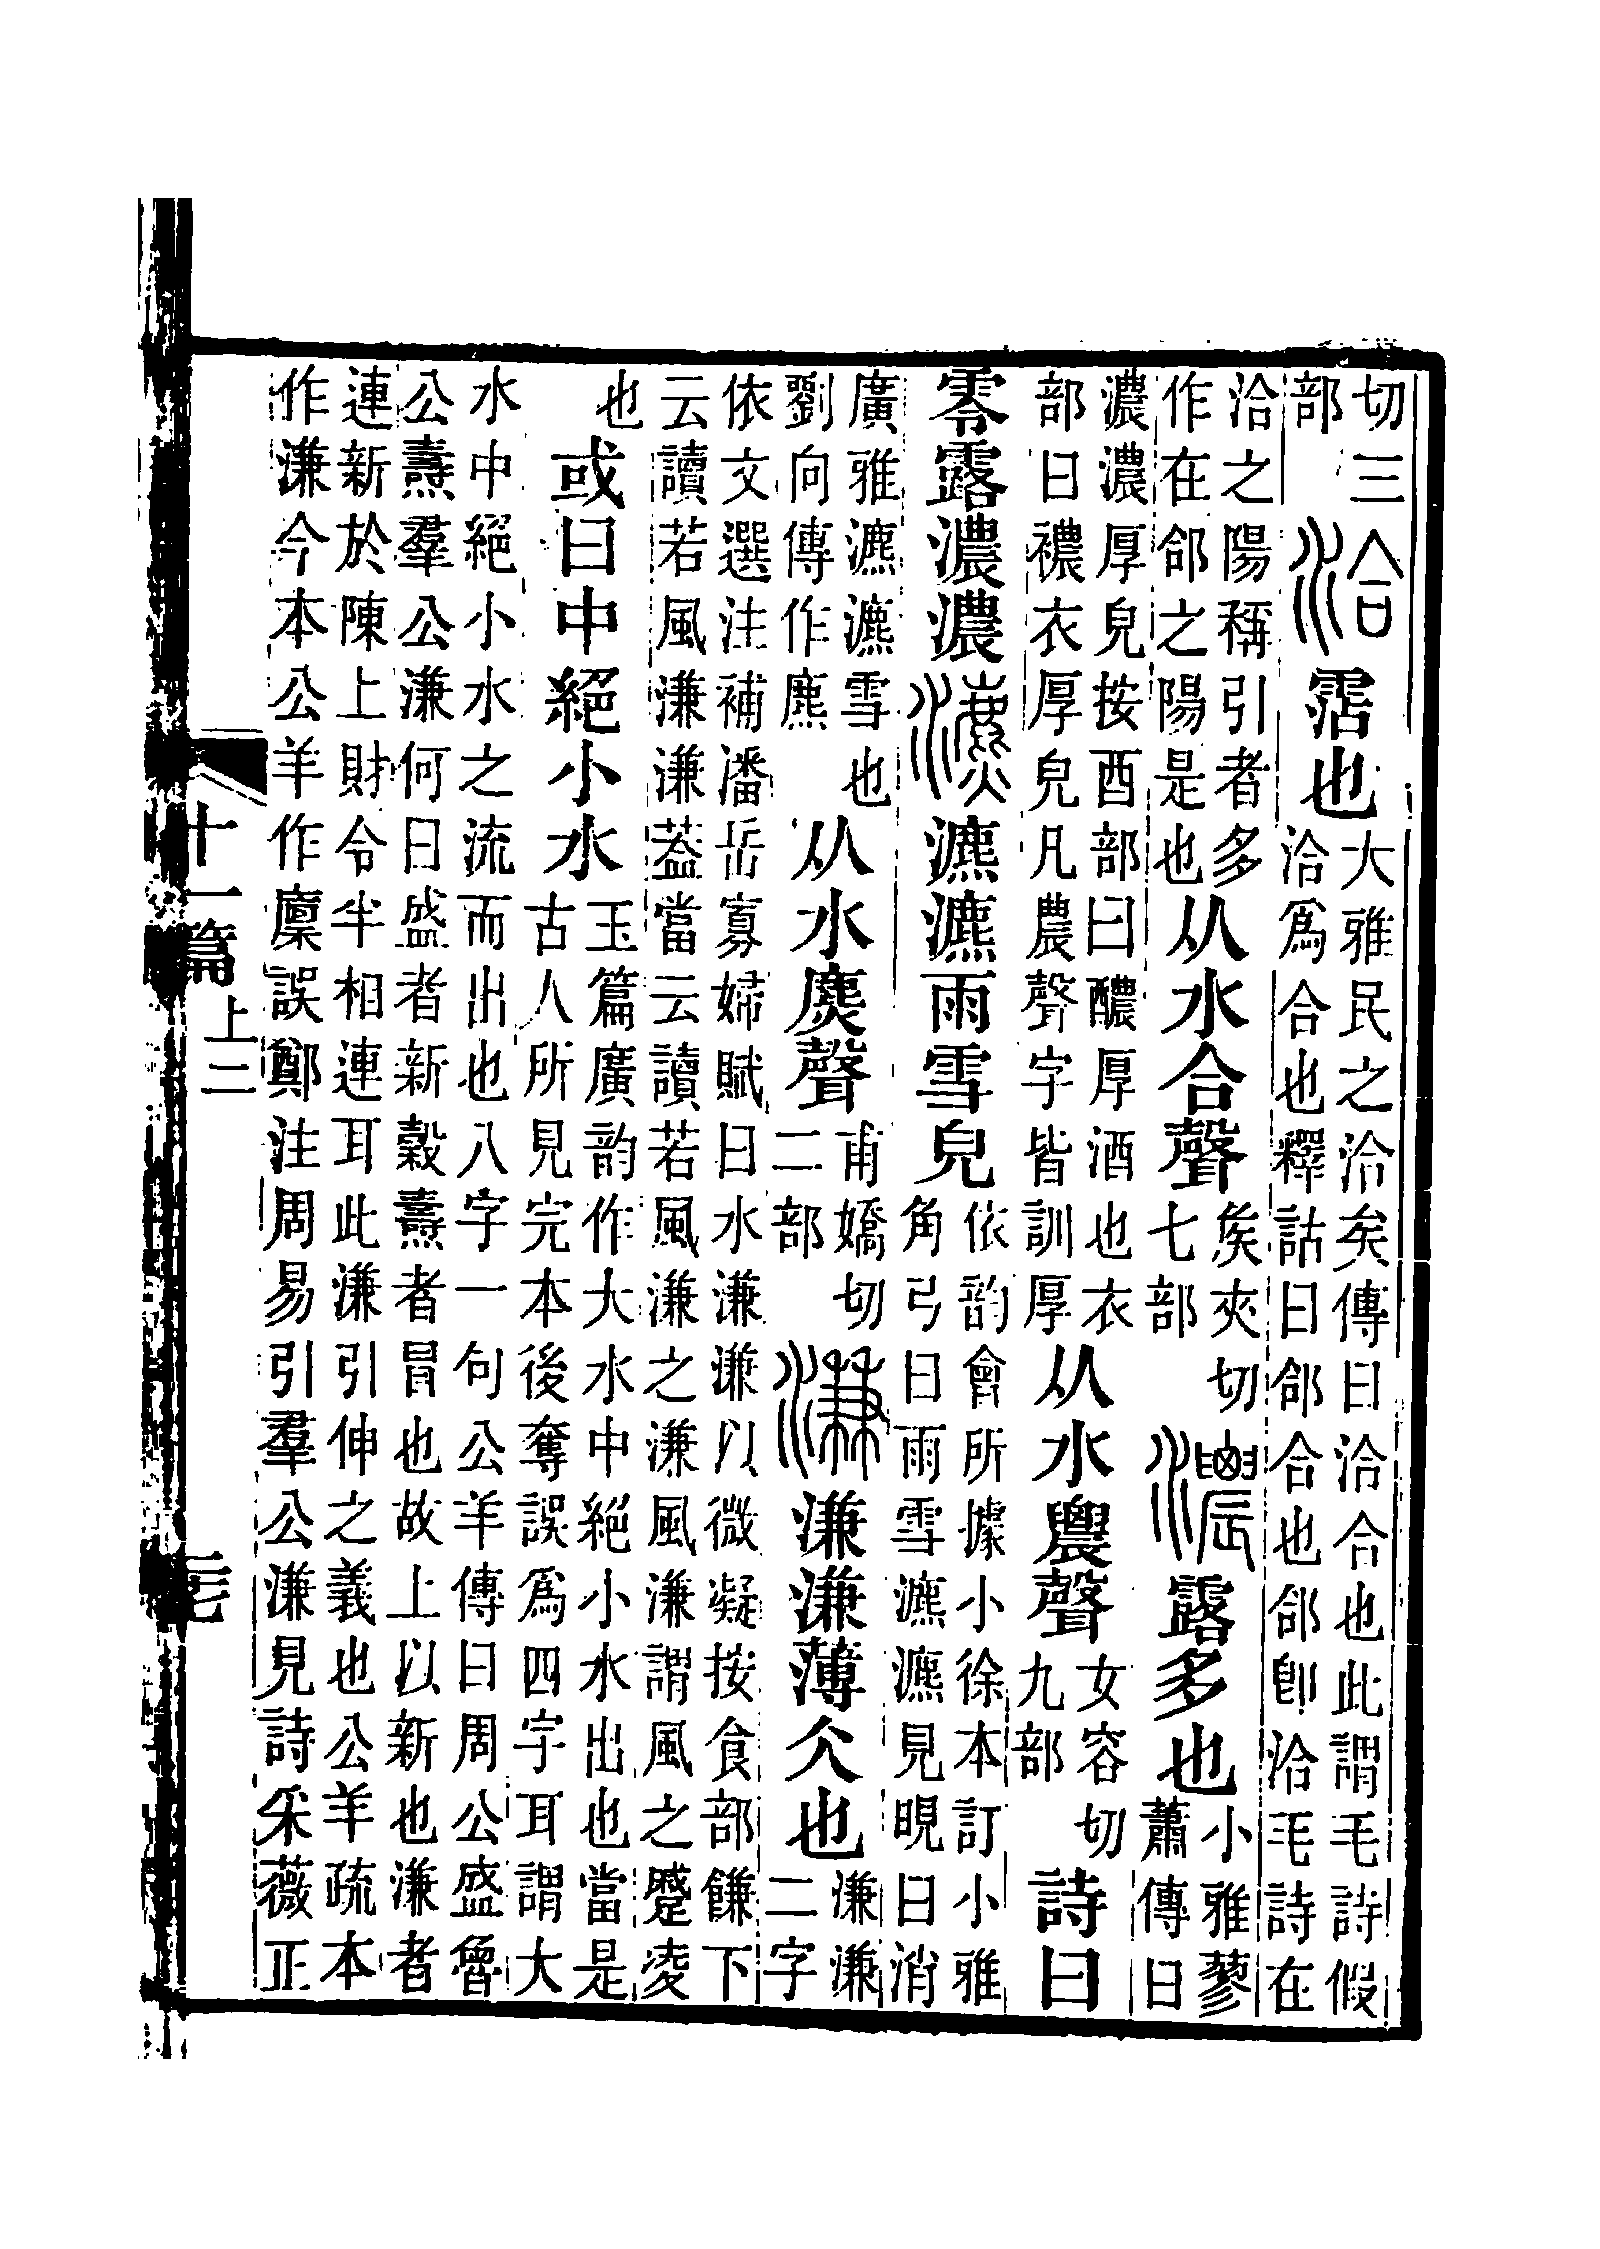 切三部洽霑也大雅民之洽矣傳曰洽合也此謂毛詩假洽爲合也釋詁曰郃合也郃卽洽毛詩在
洽之陽稱引者多作在郃之陽是也从水合聲矦夾切七部濃露多也小雅蓼蕭傳曰
濃濃厚皃按酉部曰醲厚酒也衣部曰襛衣厚皃凡農聲字皆訓厚从水農聲女容切九部詩曰
零露濃濃瀌瀌瀌雨雪皃依韵會所據小徐本訂小雅角弓曰雨雪瀌瀌見晛曰消
廣雅瀌瀌雪也劉向傳作麃从水麃聲甫嬌切二部溓溓溓薄仌也溓溓二字
依文選注補潘岳寡婦賦曰水溓溓以微凝按食部䭑下云讀若風溓溓葢當云讀若風溓溓之溓風溓謂風之蹙凌
也或曰中絕小水玉篇廣韵作大水中絕小水出也當是古人所見完本後奪誤爲四字耳謂大
水中絕小水之流而出也八字一句公羊傳曰周公盛魯公燾羣公溓何曰盛者新穀燾者冒也故上以新也溓者
連新於陳上財令半相連耳此溓引伸之義也公羊疏本作溓今本公羊作廩誤鄭注周易引羣公溓見詩采薇正
十一篇上二